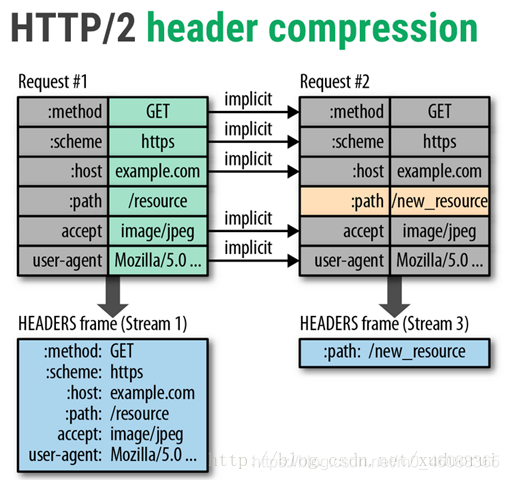 HTTP/2 header compression
Request #1
Request #2
:method GET
implicit
:method GET
:scheme https
implicit
:scheme https
:host example.com
implicit
:host example.com
:path /resource
:path /new_resource
accept image/jpeg
implicit
accept image/jpeg
user-agent Mozilla/5.0 ...
implicit
user-agent Mozilla/5.0 ...
HEADERS frame (Stream 1)
:method: GET
:scheme: https
:host: example.com
:path: /resource
accept: image/jpeg
user-agent: Mozilla/5.0 ...
HEADERS frame (Stream 3)
:path: /new_resource
http://blog.csdn.net/